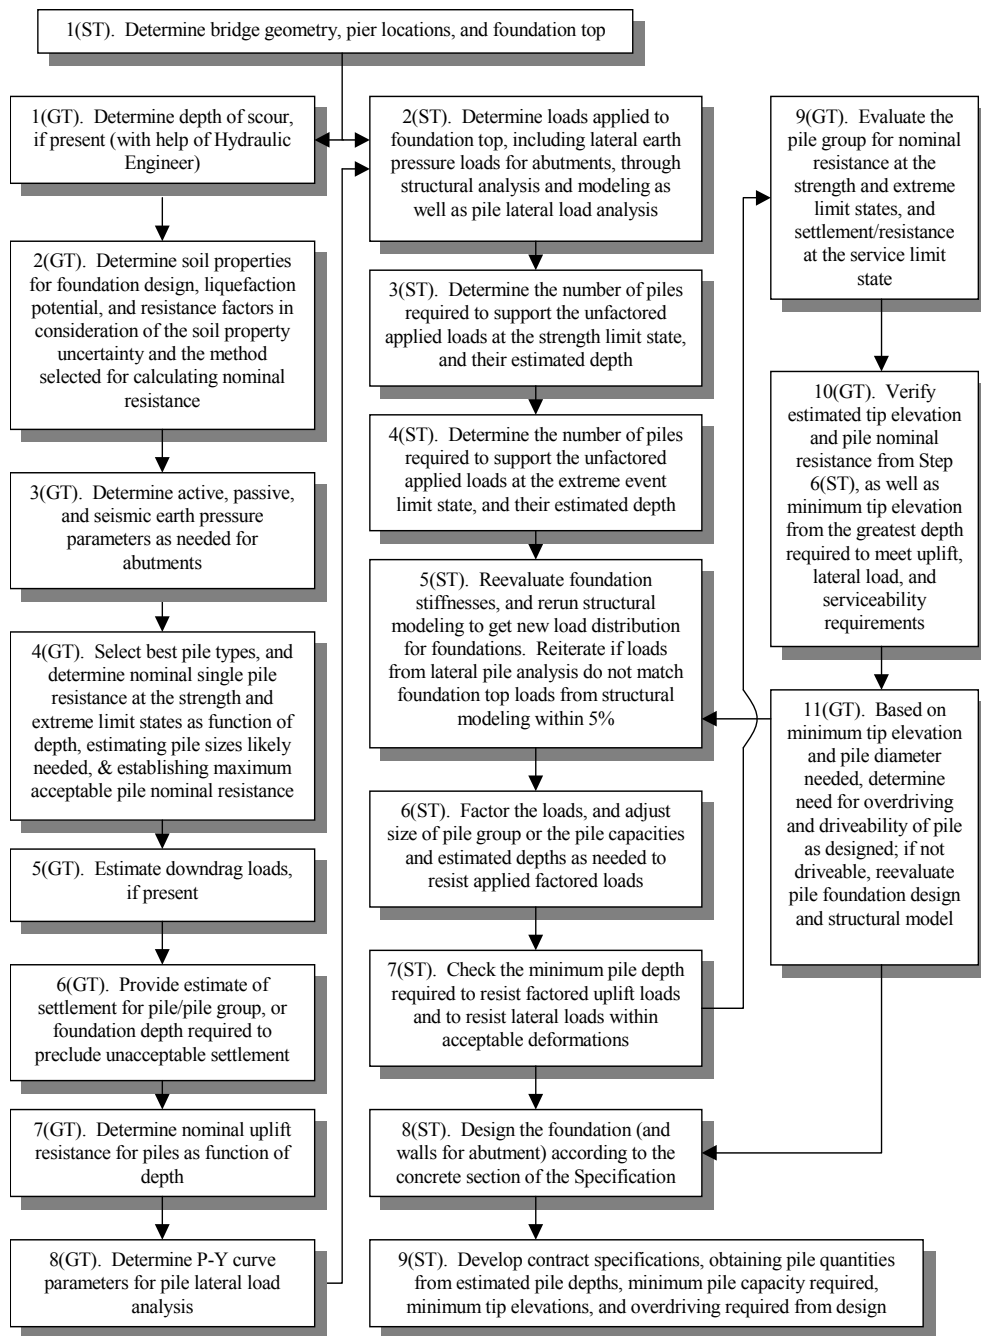 1(ST). Determine bridge geometry, pier locations, and foundation top
1(GT). Determine depth of scour,
if present (with help of Hydraulic
Engineer)
2(GT). Determine soil properties
for foundation design, liquefaction
potential, and resistance factors in
consideration of the soil property
uncertainty and the method
selected for calculating nominal
resistance
3(GT). Determine active, passive,
and seismic earth pressure
parameters as needed for
abutments
4(GT). Select best pile types, and
determine nominal single pile
resistance at the strength and
extreme limit states as function of
depth, estimating pile sizes likely
needed, & establishing maximum
acceptable pile nominal resistance
5(GT). Estimate downdrag loads,
if present
6(GT). Provide estimate of
settlement for pile/pile group, or
foundation depth required to
preclude unacceptable settlement
7(GT). Determine nominal uplift
resistance for piles as function of
depth
8(GT). Determine P-Y curve
parameters for pile lateral load
analysis
2(ST). Determine loads applied to
foundation top, including lateral earth
pressure loads for abutments, through
structural analysis and modeling as
well as pile lateral load analysis
3(ST). Determine the number of piles
required to support the unfactored
applied loads at the strength limit state,
and their estimated depth
4(ST). Determine the number of piles
required to support the unfactored
applied loads at the extreme event
limit state, and their estimated depth
5(ST). Reevaluate foundation
stiffnesses, and rerun structural
modeling to get new load distribution
for foundations. Reiterate if loads
from lateral pile analysis do not match
foundation top loads from structural
modeling within 5%
6(ST). Factor the loads, and adjust
size of pile group or the pile capacities
and estimated depths as needed to
resist applied factored loads
7(ST). Check the minimum pile depth
required to resist factored uplift loads
and to resist lateral loads within
acceptable deformations
8(ST). Design the foundation (and
walls for abutment) according to the
concrete section of the Specification
9(ST). Develop contract specifications, obtaining pile quantities
from estimated pile depths, minimum pile capacity required,
minimum tip elevations, and overdriving required from design
9(GT). Evaluate the
pile group for nominal
resistance at the
strength and extreme
limit states, and
settlement/resistance
at the service limit
state
10(GT). Verify
estimated tip elevation
and pile nominal
resistance from Step
6(ST), as well as
minimum tip elevation
from the greatest depth
required to meet uplift,
lateral load, and
serviceability
requirements
11(GT). Based on
minimum tip elevation
and pile diameter
needed, determine
need for overdriving
and driveability of pile
as designed; if not
driveable, reevaluate
pile foundation design
and structural model